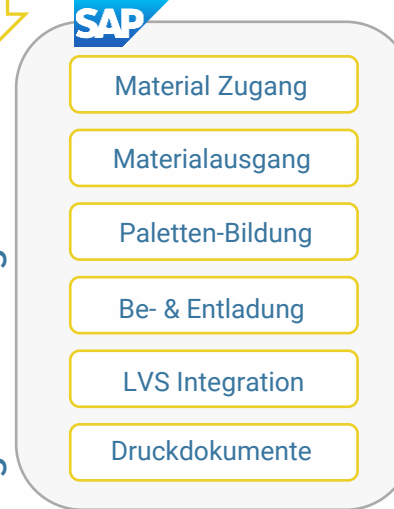 SAP
Material Zugang
Materialausgang
Paletten-Bildung
Be- & Entladung
LVS Integration
Druckdokumente